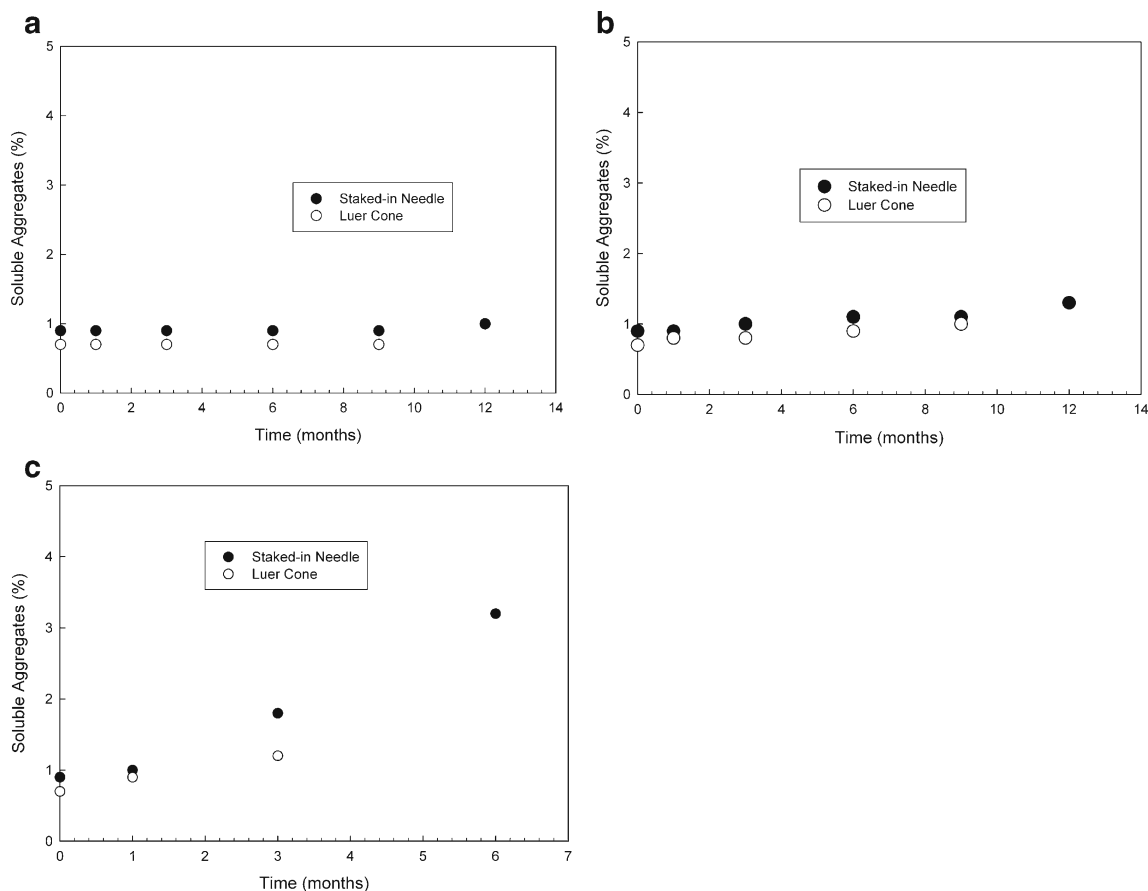 a
5
4
3
2
1
0
Soluble Aggregates (%)
Staked-in Needle
Luer Cone
0 2 4 6 8 10 12 14
Time (months)
b
5
4
3
2
1
0
Soluble Aggregates (%)
Staked-in Needle
Luer Cone
0 2 4 6 8 10 12 14
Time (months)
c
5
4
3
2
1
0
Soluble Aggregates (%)
Staked-in Needle
Luer Cone
0 1 2 3 4 5 6 7
Time (months)